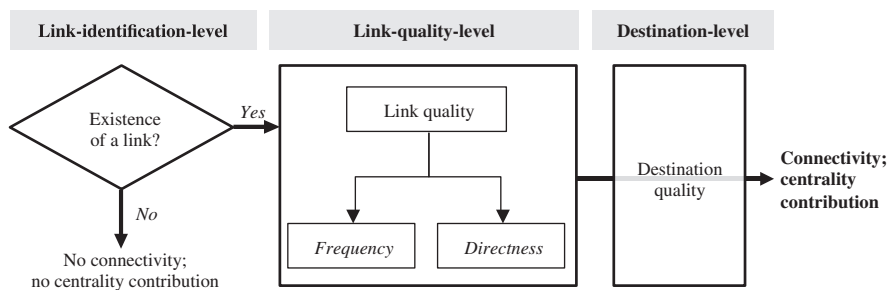 Link-identification-level
Link-quality-level
Destination-level
Existence
of a link?
Yes
No
No connectivity;
no centrality contribution
Link quality
Frequency
Directness
Destination
quality
Connectivity;
centrality
contribution